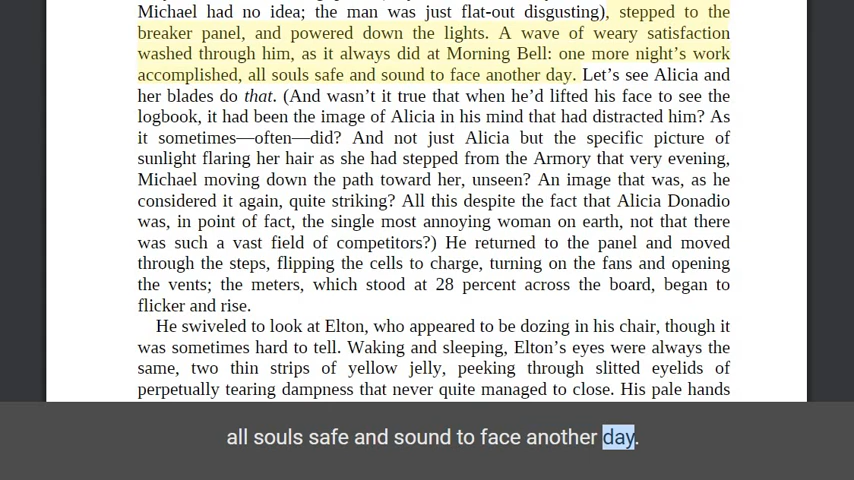 Michael had no idea; the man was just flat-out disgusting), stepped to the
breaker panel, and powered down the lights. A wave of weary satisfaction
washed through him, as it always did at Morning Bell: one more night’s work
accomplished, all souls safe and sound to face another day. Let’s see Alicia and
her blades do that. (And wasn’t it true that when he’d lifted his face to see the
logbook, it had been the image of Alicia in his mind that had distracted him? As
it sometimes—often—did? And not just Alicia but the specific picture of
sunlight flaring her hair as she had stepped from the Armory that very evening,
Michael moving down the path toward her, unseen? An image that was, as he
considered it again, quite striking? All this despite the fact that Alicia Donadio
was, in point of fact, the single most annoying woman on earth, not that there
was such a vast field of competitors?) He returned to the panel and moved
through the steps, flipping the cells to charge, turning on the fans and opening
the vents; the meters, which stood at 28 percent across the board, began to
flicker and rise.
He swiveled to look at Elton, who appeared to be dozing in his chair, though it
was sometimes hard to tell. Waking and sleeping, Elton’s eyes were always the
same, two thin strips of yellow jelly, peeking through slitted eyelids of
perpetually tearing dampness that never quite managed to close. His pale hands
all souls safe and sound to face another day.